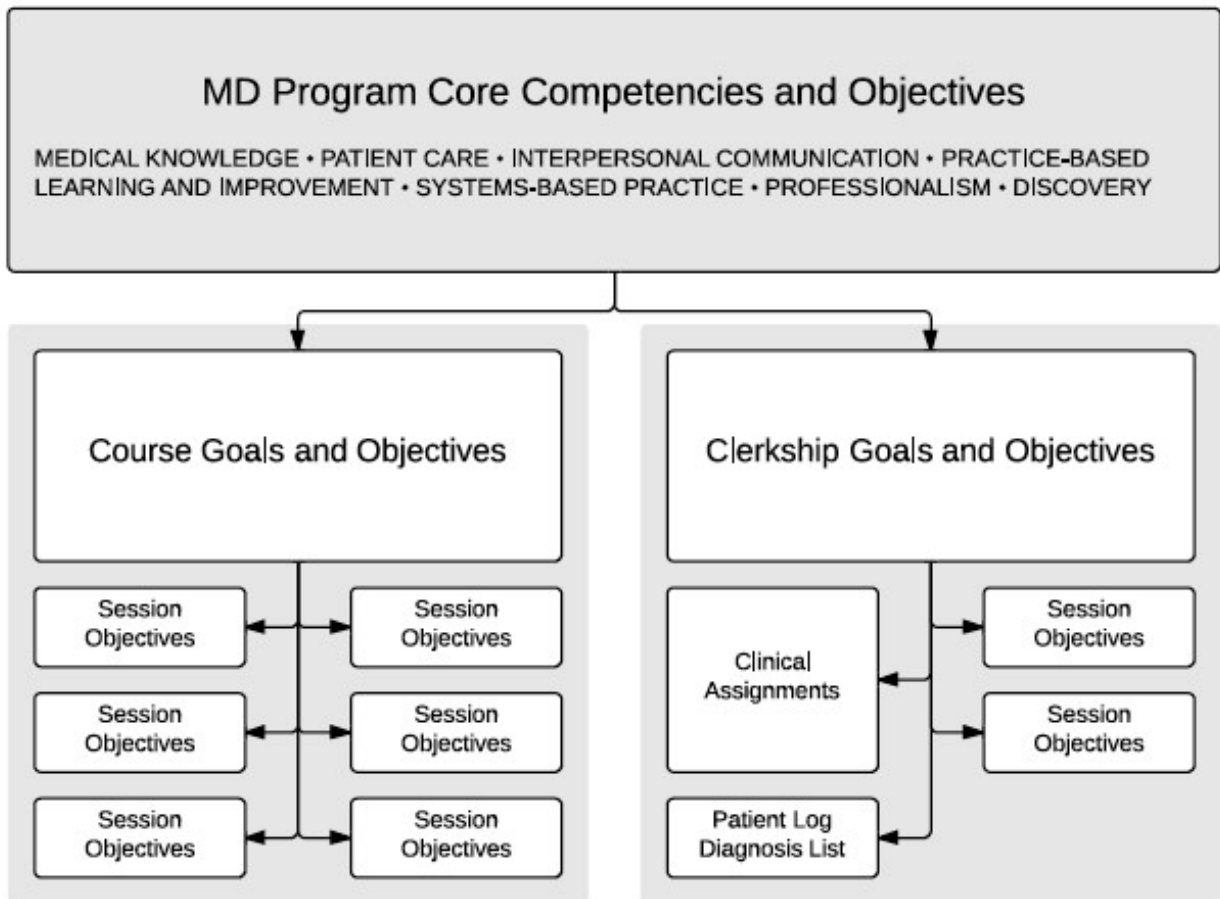 MD Program Core Competencies and Objectives
MEDICAL KNOWLEDGE • PATIENT CARE • INTERPERSONAL COMMUNICATION • PRACTICE-BASED
LEARNING AND IMPROVEMENT • SYSTEMS-BASED PRACTICE • PROFESSIONALISM • DISCOVERY
Course Goals and Objectives
Session
Objectives
Session
Objectives
Session
Objectives
Session
Objectives
Session
Objectives
Session
Objectives
Clerkship Goals and Objectives
Clinical
Assignments
Session
Objectives
Session
Objectives
Patient Log
Diagnosis List